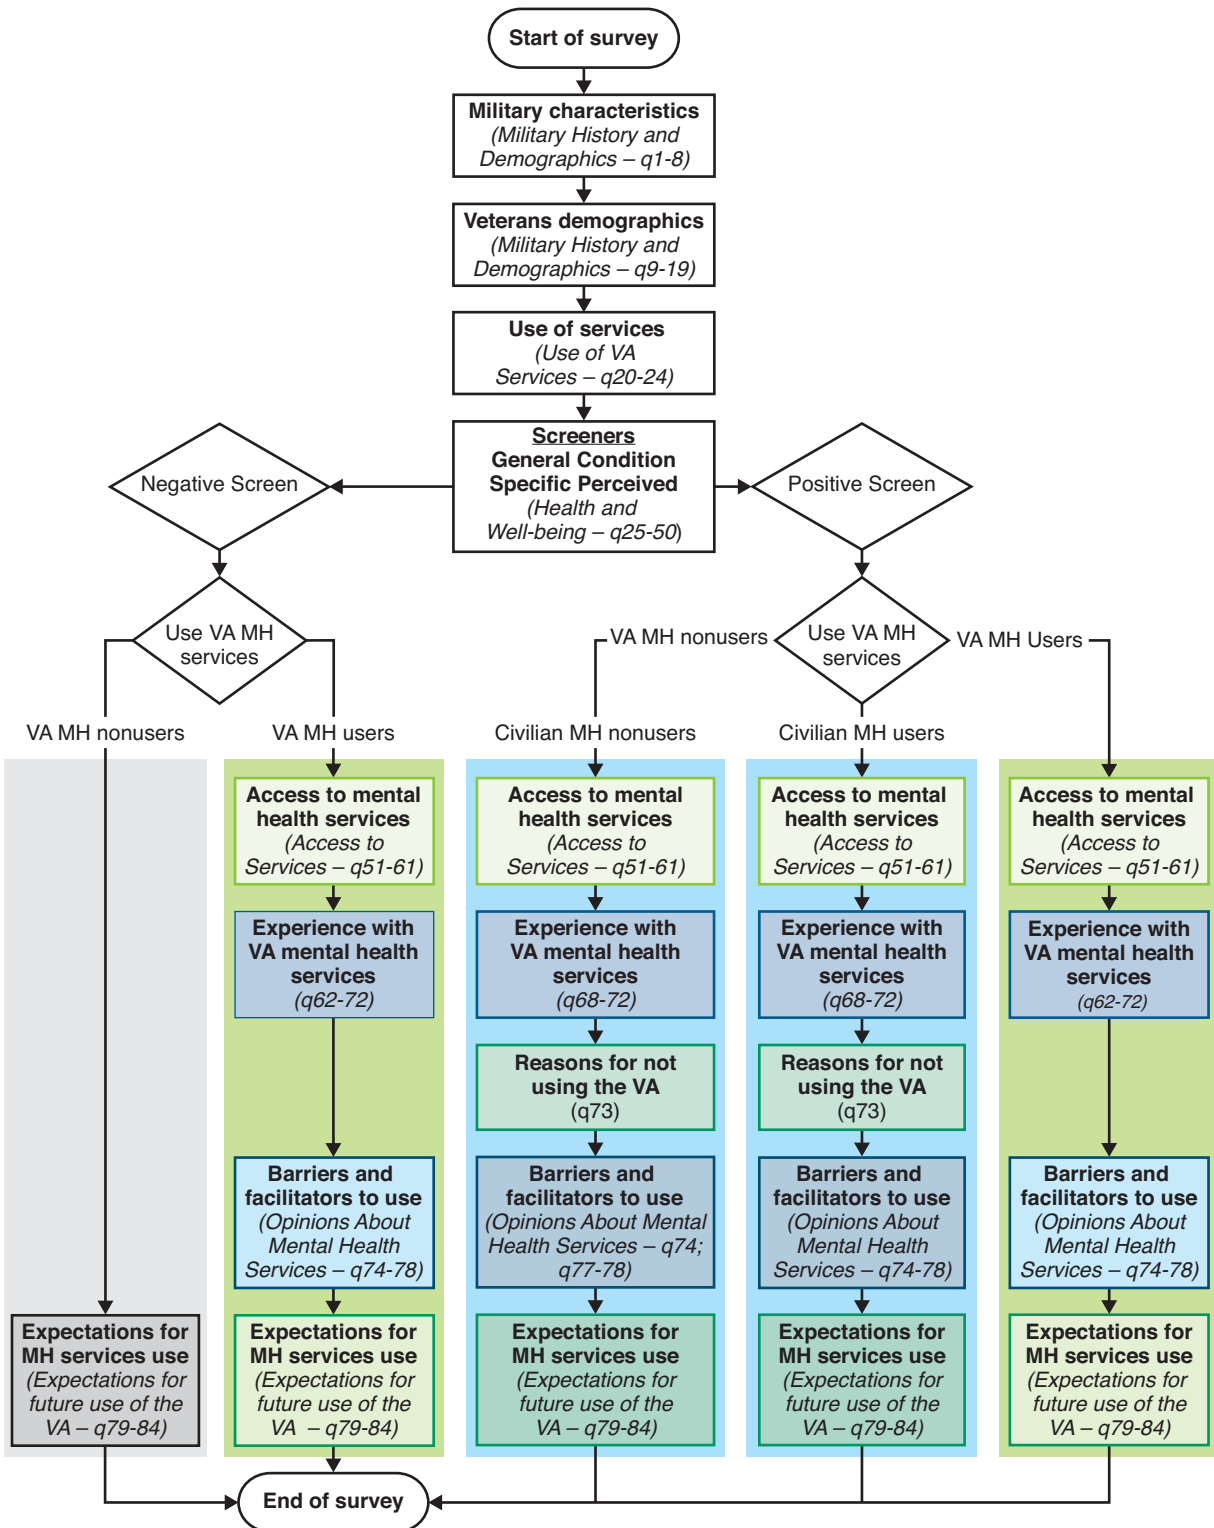 Start of survey
Military characteristics
(Military History and
Demographics – q1-8)
Veterans demographics
(Military History and
Demographics – q9-19)
Use of services
(Use of VA
Services – q20-24)
Screeners
General Condition
Specific Perceived
(Health and
Well-being – q25-50)
Negative Screen
Positive Screen
Use VA MH
services
VA MH nonusers
Use VA MH
services
VA MH Users
VA MH nonusers
VA MH users
Civilian MH nonusers
Civilian MH users
Access to mental
health services
(Access to
Services – q51-61)
Access to mental
health services
(Access to
Services – q51-61)
Access to mental
health services
(Access to
Services – q51-61)
Access to mental
health services
(Access to
Services – q51-61)
Experience with
VA mental health
services
(q62-72)
Experience with
VA mental health
services
(q68-72)
Experience with
VA mental health
services
(q68-72)
Experience with
VA mental health
services
(q62-72)
Reasons for not
using the VA
(q73)
Reasons for not
using the VA
(q73)
Barriers and
facilitators to use
(Opinions About
Mental Health
Services – q74-78)
Barriers and
facilitators to use
(Opinions About Mental
Health Services – q74;
q77-78)
Barriers and
facilitators to use
(Opinions About
Mental Health
Services – q74-78)
Barriers and
facilitators to use
(Opinions About
Mental Health
Services – q74-78)
Expectations for
MH services use
(Expectations for
future use of the
VA – q79-84)
Expectations for
MH services use
(Expectations for
future use of the
VA – q79-84)
Expectations for
MH services use
(Expectations for
future use of the
VA – q79-84)
Expectations for
MH services use
(Expectations for
future use of the
VA – q79-84)
Expectations for
MH services use
(Expectations for
future use of the
VA – q79-84)
End of survey